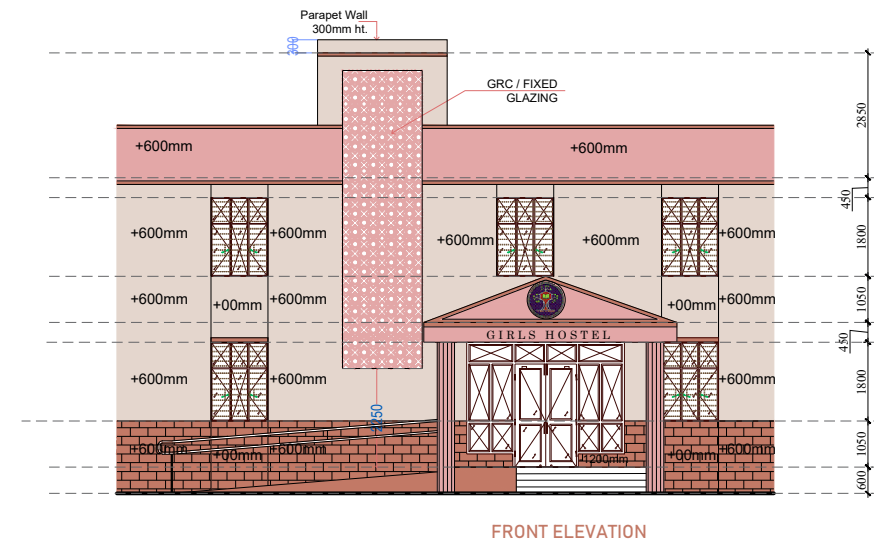 Parapet Wall
300mm ht.
300
GRC / FIXED
GLAZING
2850
+600mm
+600mm
450
+600mm
+600mm
+600mm
+600mm
+600mm
1800
+600mm
+00mm
+600mm
+00mm
+600mm
1050
GIRLS HOSTEL
450
+600mm
+600mm
+600mm
1800
2250
+600mm
+00mm
+600mm
+00mm
+600mm
1050
-1200mm
600
FRONT ELEVATION